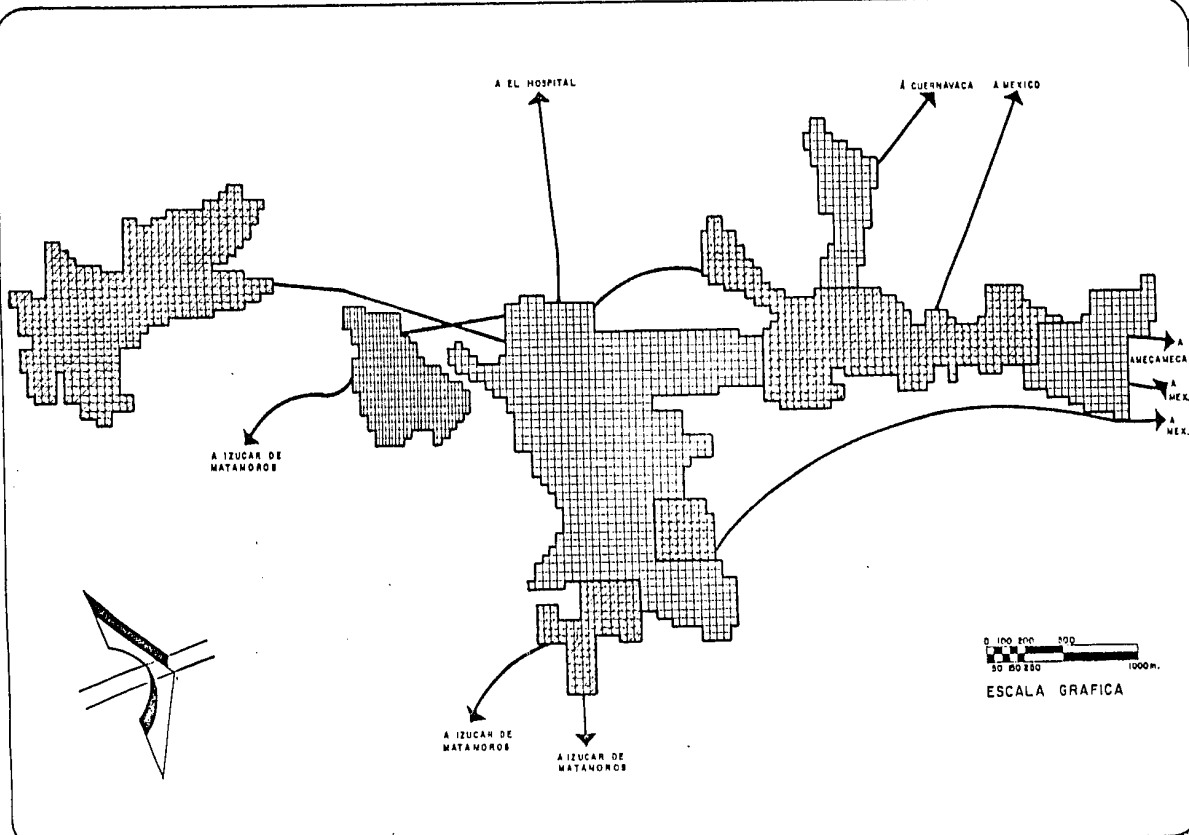 A EL HOSPITAL
A CUERNAVACA
A MEXICO
A
AMECAMECA
A
MEX.
A
MEX.
A IZUCAR DE
MATAMOROS
A IZUCAR DE
MATAMOROS
A IZUCAR DE
MATAMOROS
0 100 200 500
50 150 250 1000m.
ESCALA GRAFICA